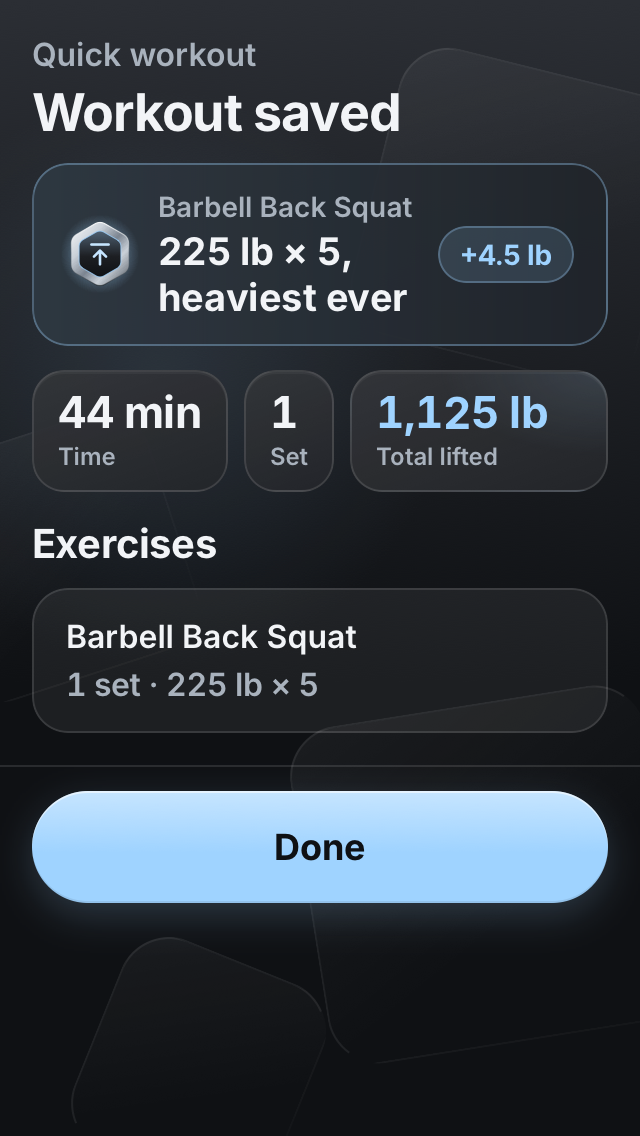 Quick workout
Workout saved
Barbell Back Squat
225 lb × 5,
heaviest ever
+4.5 lb
44 min
Time
1
Set
1,125 lb
Total lifted
Exercises
Barbell Back Squat
1 set · 225 lb × 5
Done